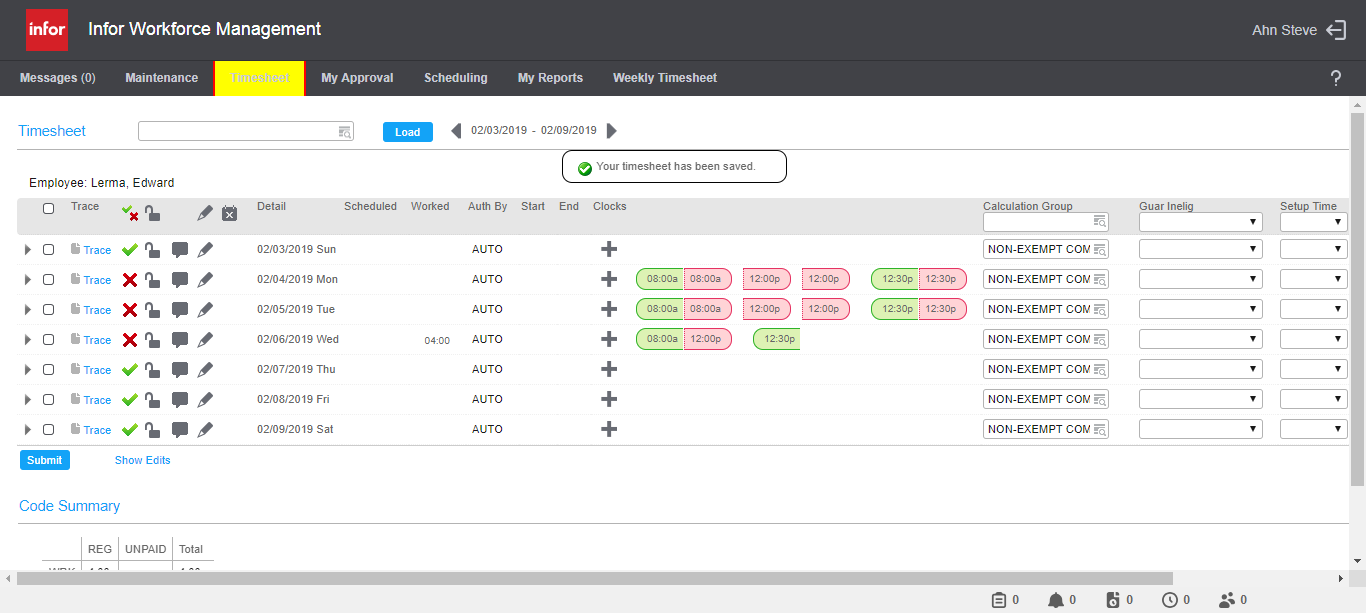 infor Infor Workforce Management Ahn Steve
Messages (0) Maintenance Timesheet My Approval Scheduling My Reports Weekly Timesheet ?
Timesheet Load 02/03/2019 - 02/09/2019
Your timesheet has been saved.
Employee: Lerma, Edward
Trace Detail Scheduled Worked Auth By Start End Clocks Calculation Group Guar Inelig Setup Time
Trace 02/03/2019 Sun AUTO NON-EXEMPT COM
Trace 02/04/2019 Mon AUTO 08:00a 08:00a 12:00p 12:00p 12:30p 12:30p NON-EXEMPT COM
Trace 02/05/2019 Tue AUTO 08:00a 08:00a 12:00p 12:00p 12:30p 12:30p NON-EXEMPT COM
Trace 02/06/2019 Wed 04:00 AUTO 08:00a 12:00p 12:30p NON-EXEMPT COM
Trace 02/07/2019 Thu AUTO NON-EXEMPT COM
Trace 02/08/2019 Fri AUTO NON-EXEMPT COM
Trace 02/09/2019 Sat AUTO NON-EXEMPT COM
Submit Show Edits
Code Summary
REG UNPAID Total
0 0 0 0 0